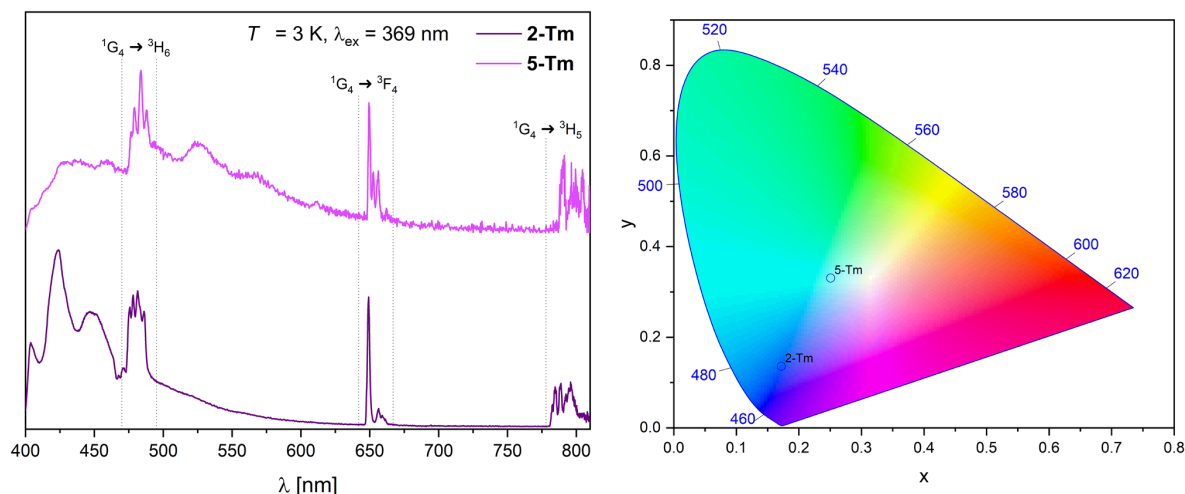 T = 3 K, λex = 369 nm
2-Tm
5-Tm
¹G₄ → ³H₆
¹G₄ → ³F₄
¹G₄ → ³H₅
400 450 500 550 600 650 700 750 800
λ [nm]
0.8
0.6
0.4
0.2
0.0
y
520
540
560
580
600
620
500
480
460
5-Tm
2-Tm
0.0 0.1 0.2 0.3 0.4 0.5 0.6 0.7 0.8
x